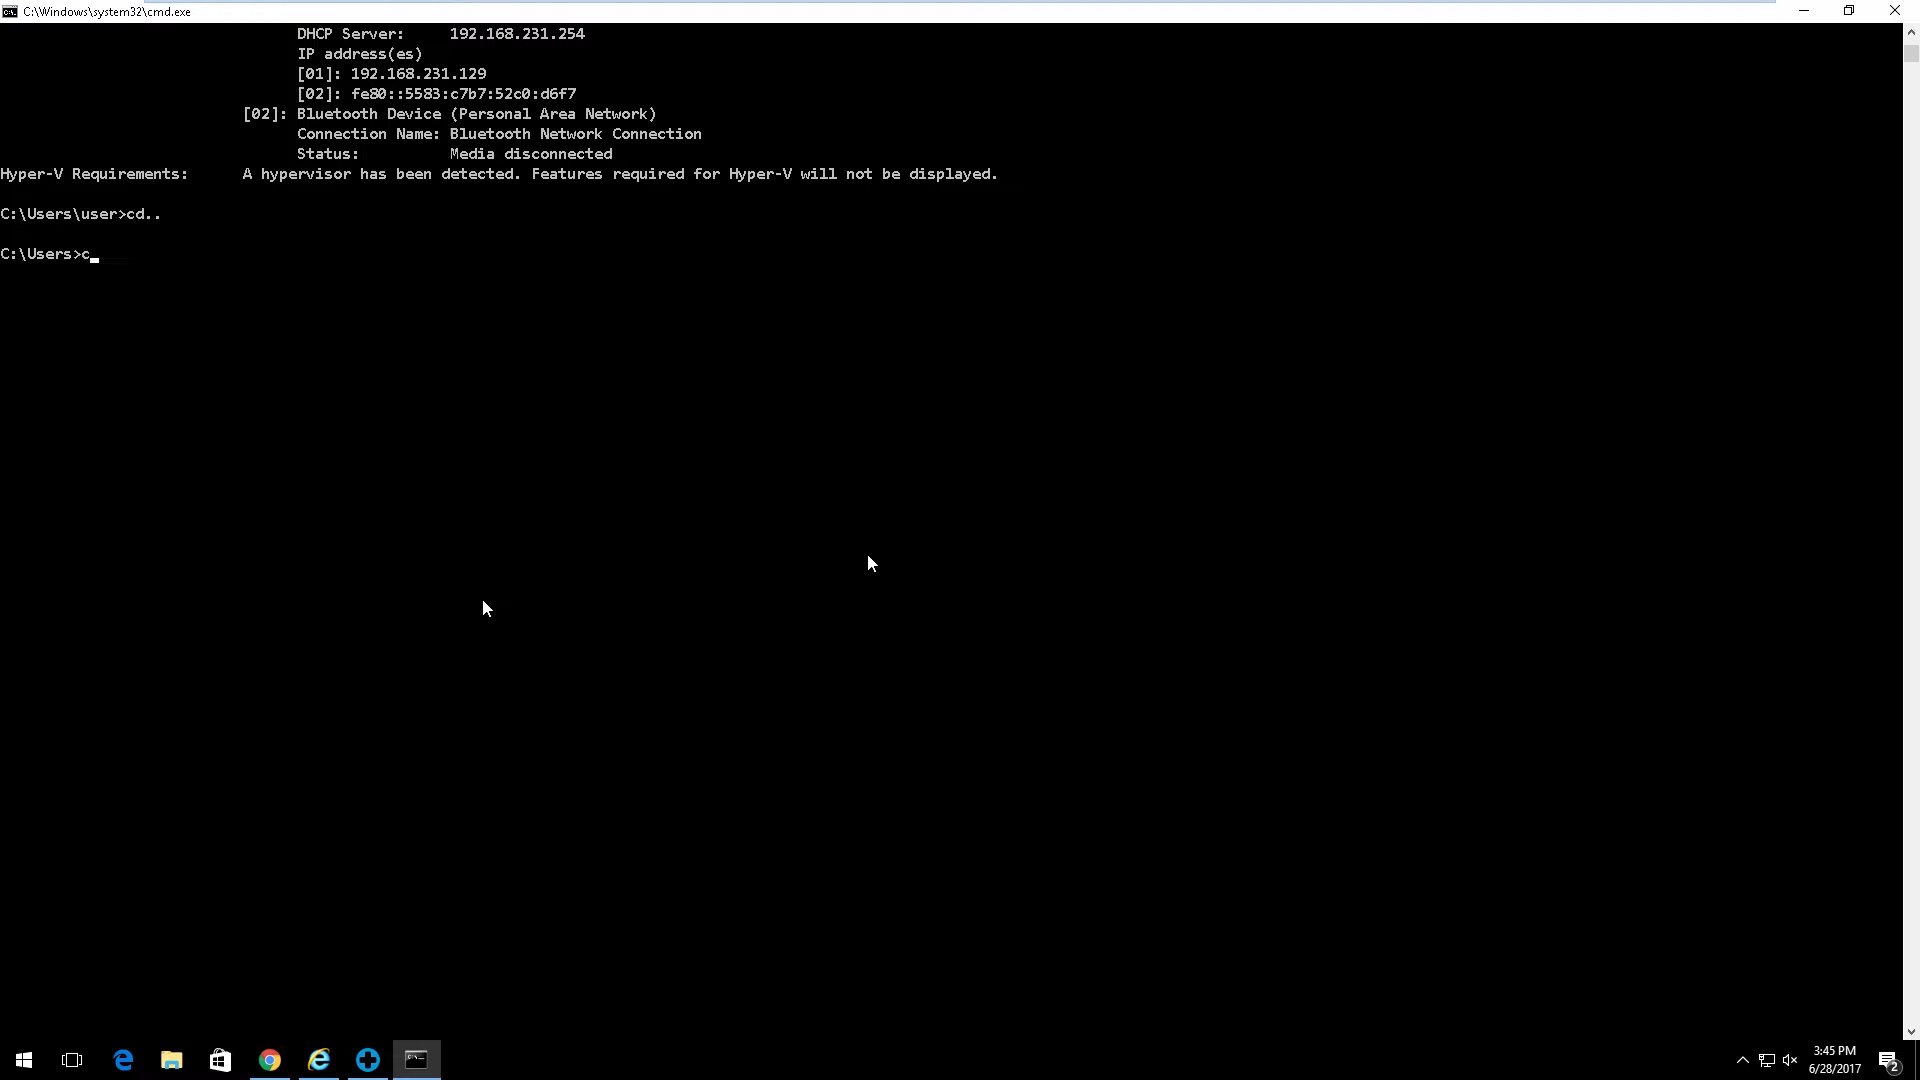 C:\Windows\system32\cmd.exe
DHCP Server: 192.168.231.254
IP address(es)
[01]: 192.168.231.129
[02]: fe80::5583:c7b7:52c0:d6f7
[02]: Bluetooth Device (Personal Area Network)
Connection Name: Bluetooth Network Connection
Status: Media disconnected
Hyper-V Requirements: A hypervisor has been detected. Features required for Hyper-V will not be displayed.
C:\Users\user>cd..
C:\Users>c_
3:45 PM
6/28/2017
2